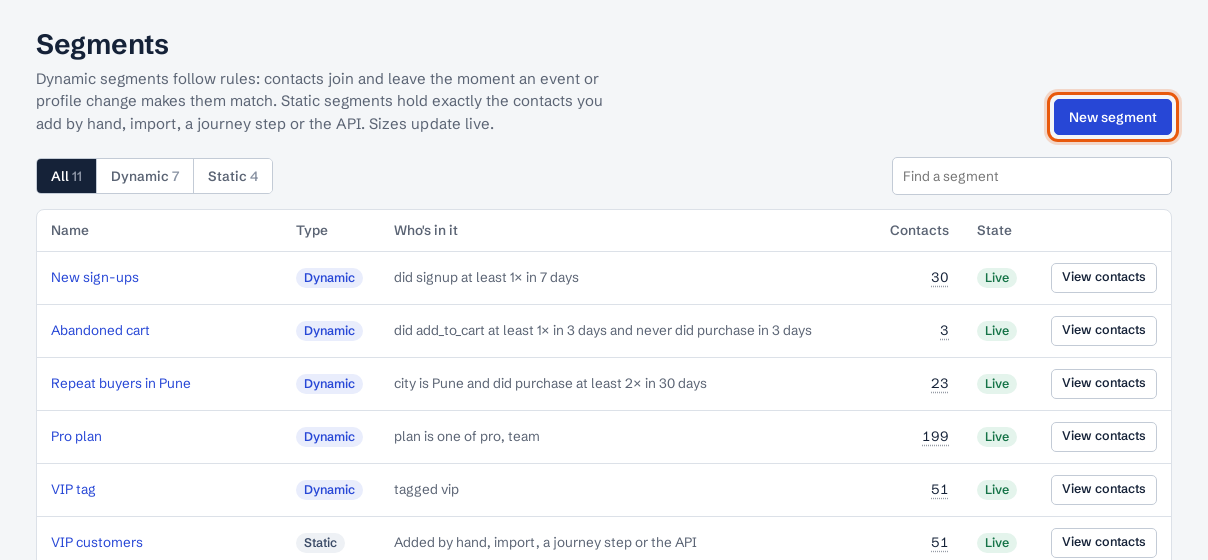 Segments
Dynamic segments follow rules: contacts join and leave the moment an event or
profile change makes them match. Static segments hold exactly the contacts you
add by hand, import, a journey step or the API. Sizes update live.
New segment
All 11 Dynamic 7 Static 4
Find a segment
Name Type Who's in it Contacts State
New sign-ups Dynamic did signup at least 1× in 7 days 30 Live View contacts
Abandoned cart Dynamic did add_to_cart at least 1× in 3 days and never did purchase in 3 days 3 Live View contacts
Repeat buyers in Pune Dynamic city is Pune and did purchase at least 2× in 30 days 23 Live View contacts
Pro plan Dynamic plan is one of pro, team 199 Live View contacts
VIP tag Dynamic tagged vip 51 Live View contacts
VIP customers Static Added by hand, import, a journey step or the API 51 Live View contacts